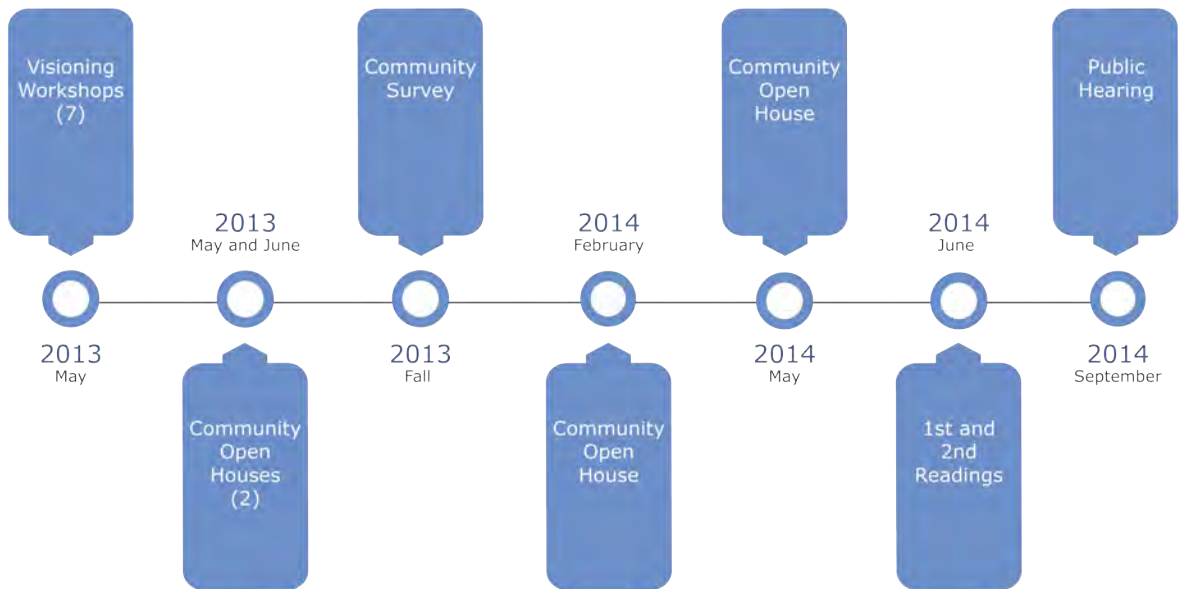 Visioning
Workshops
(7)
2013
May
2013
May and June
Community
Open
Houses
(2)
Community
Survey
2013
Fall
2014
February
Community
Open
House
Community
Open
House
2014
May
2014
June
1st and
2nd
Readings
Public
Hearing
2014
September